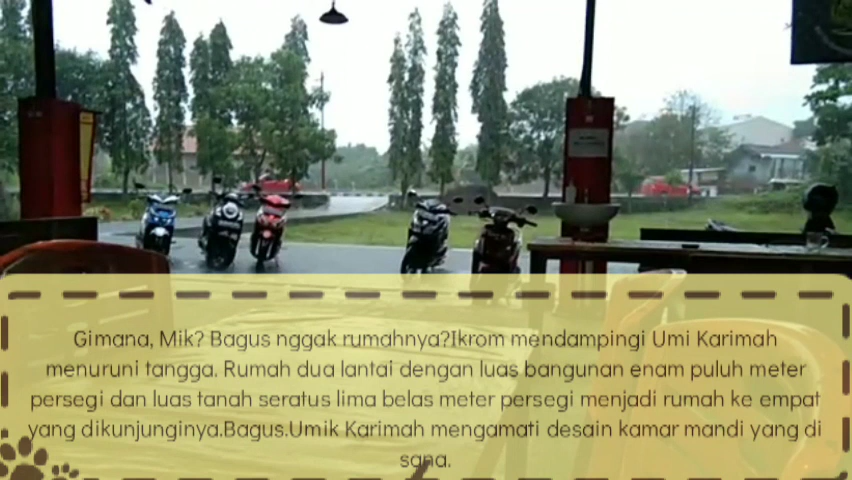 Gimana, Mik? Bagus nggak rumahnya?Ikrom mendampingi Umi Karimah
menuruni tangga. Rumah dua lantai dengan luas bangunan enam puluh meter
persegi dan luas tanah seratus lima belas meter persegi menjadi rumah ke empat
yang dikunjunginya.Bagus.Umik Karimah mengamati desain kamar mandi yang di
sana.